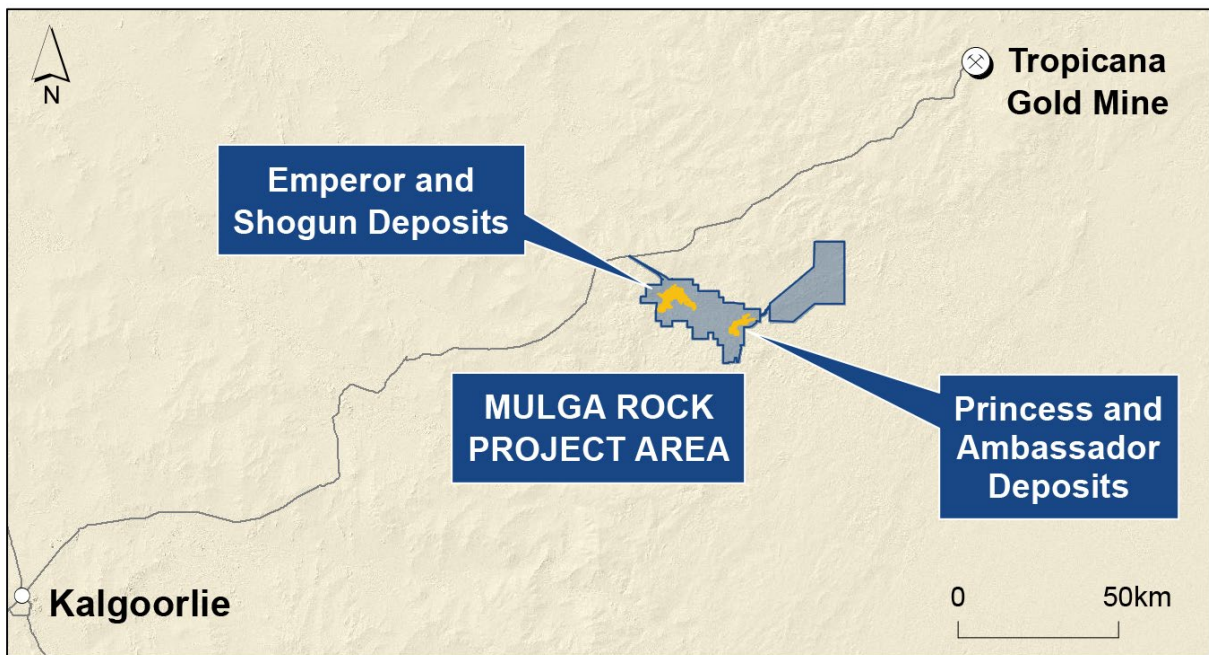 N
Tropicana
Gold Mine
Emperor and
Shogun Deposits
MULGA ROCK
PROJECT AREA
Princess and
Ambassador
Deposits
Kalgoorlie
0 50km